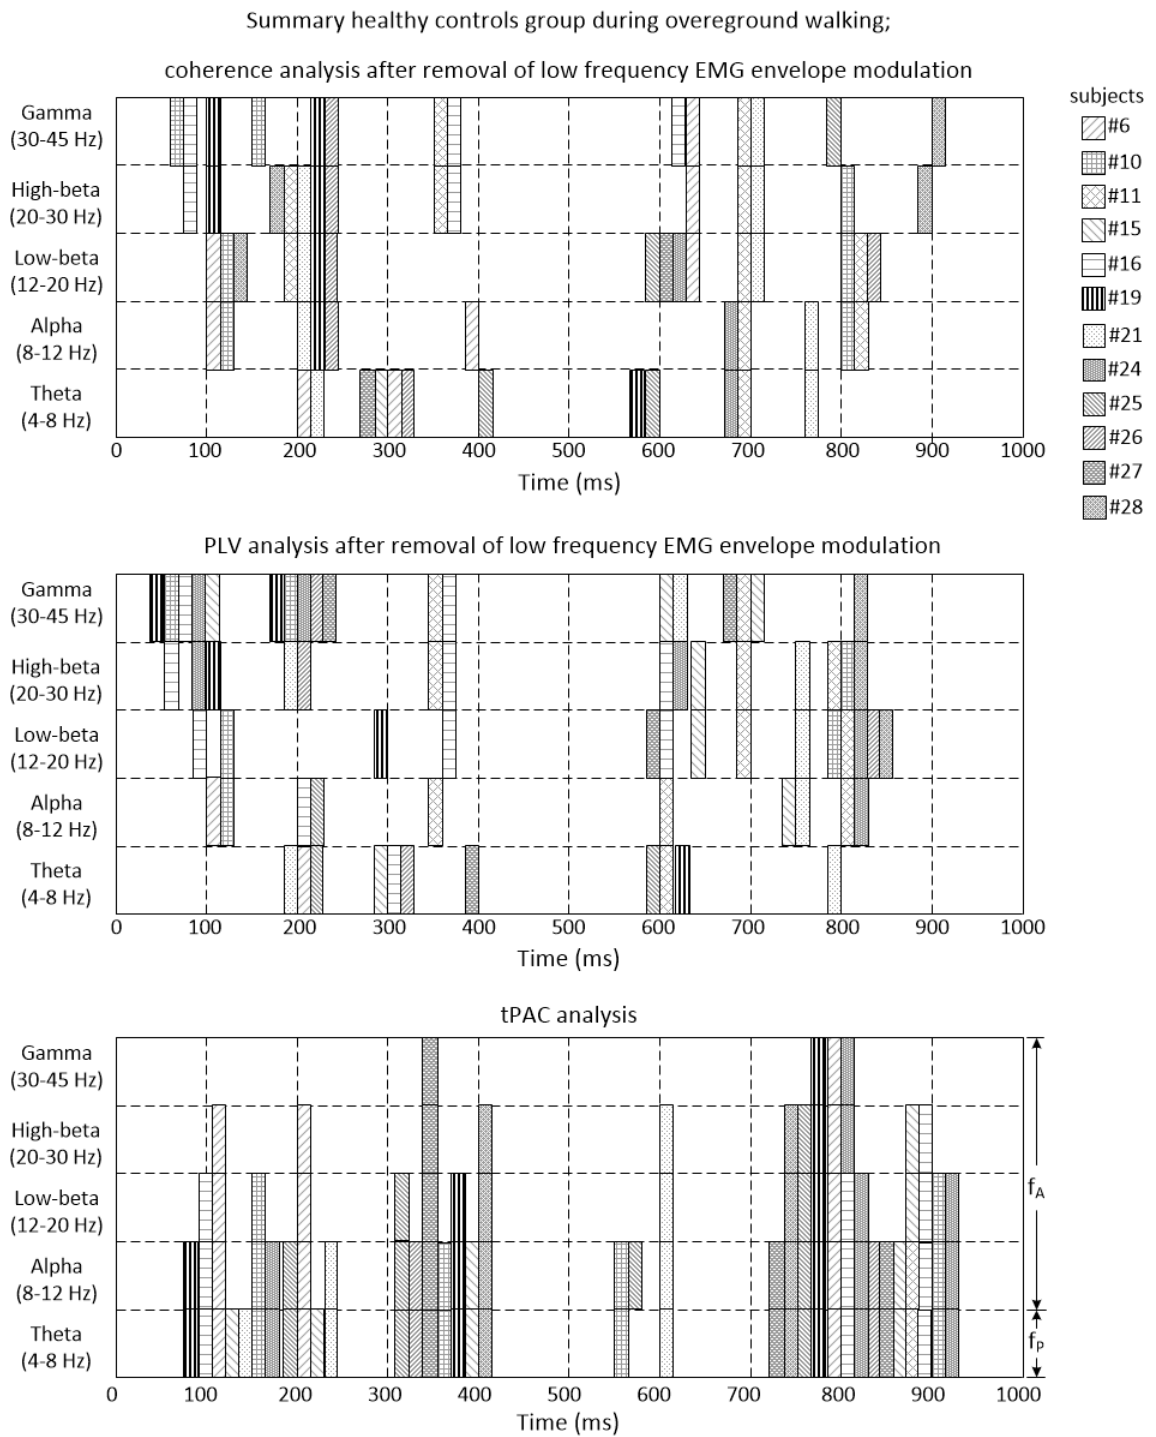 Summary healthy controls group during overeground walking;
coherence analysis after removal of low frequency EMG envelope modulation
Gamma
(30-45 Hz)
High-beta
(20-30 Hz)
Low-beta
(12-20 Hz)
Alpha
(8-12 Hz)
Theta
(4-8 Hz)
0 100 200 300 400 500 600 700 800 900 1000
Time (ms)
subjects
#6
#10
#11
#15
#16
#19
#21
#24
#25
#26
#27
#28
PLV analysis after removal of low frequency EMG envelope modulation
Gamma
(30-45 Hz)
High-beta
(20-30 Hz)
Low-beta
(12-20 Hz)
Alpha
(8-12 Hz)
Theta
(4-8 Hz)
0 100 200 300 400 500 600 700 800 900 1000
Time (ms)
tPAC analysis
Gamma
(30-45 Hz)
High-beta
(20-30 Hz)
Low-beta
(12-20 Hz)
Alpha
(8-12 Hz)
Theta
(4-8 Hz)
fA
fP
0 100 200 300 400 500 600 700 800 900 1000
Time (ms)